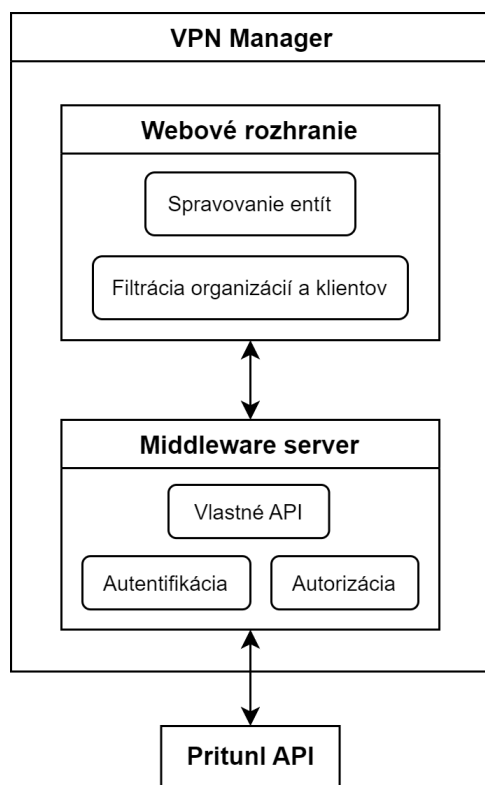 VPN Manager
Webové rozhranie
Spravovanie entít
Filtrácia organizácií a klientov
Middleware server
Vlastné API
Autentifikácia
Autorizácia
Pritunl API